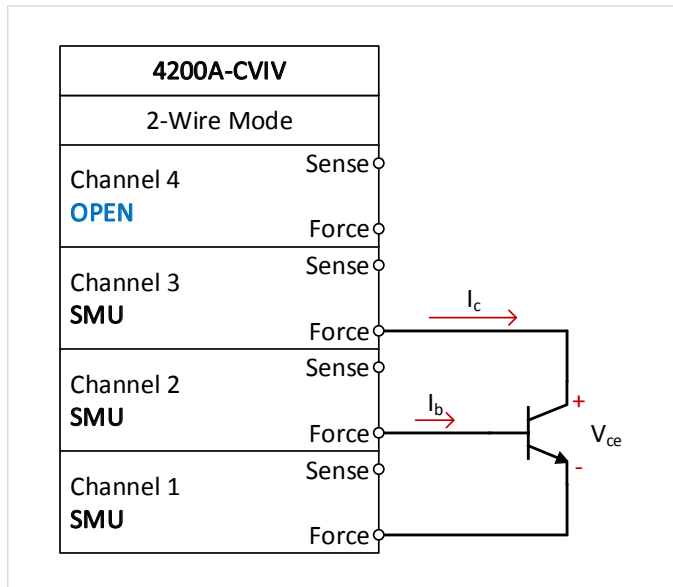 4200A-CVIV
2-Wire Mode
Sense
Channel 4
OPEN
Force
Sense
Channel 3
SMU
Force
Sense
Channel 2
SMU
Force
Sense
Channel 1
SMU
Force
Ic
Ib
+
Vce
-